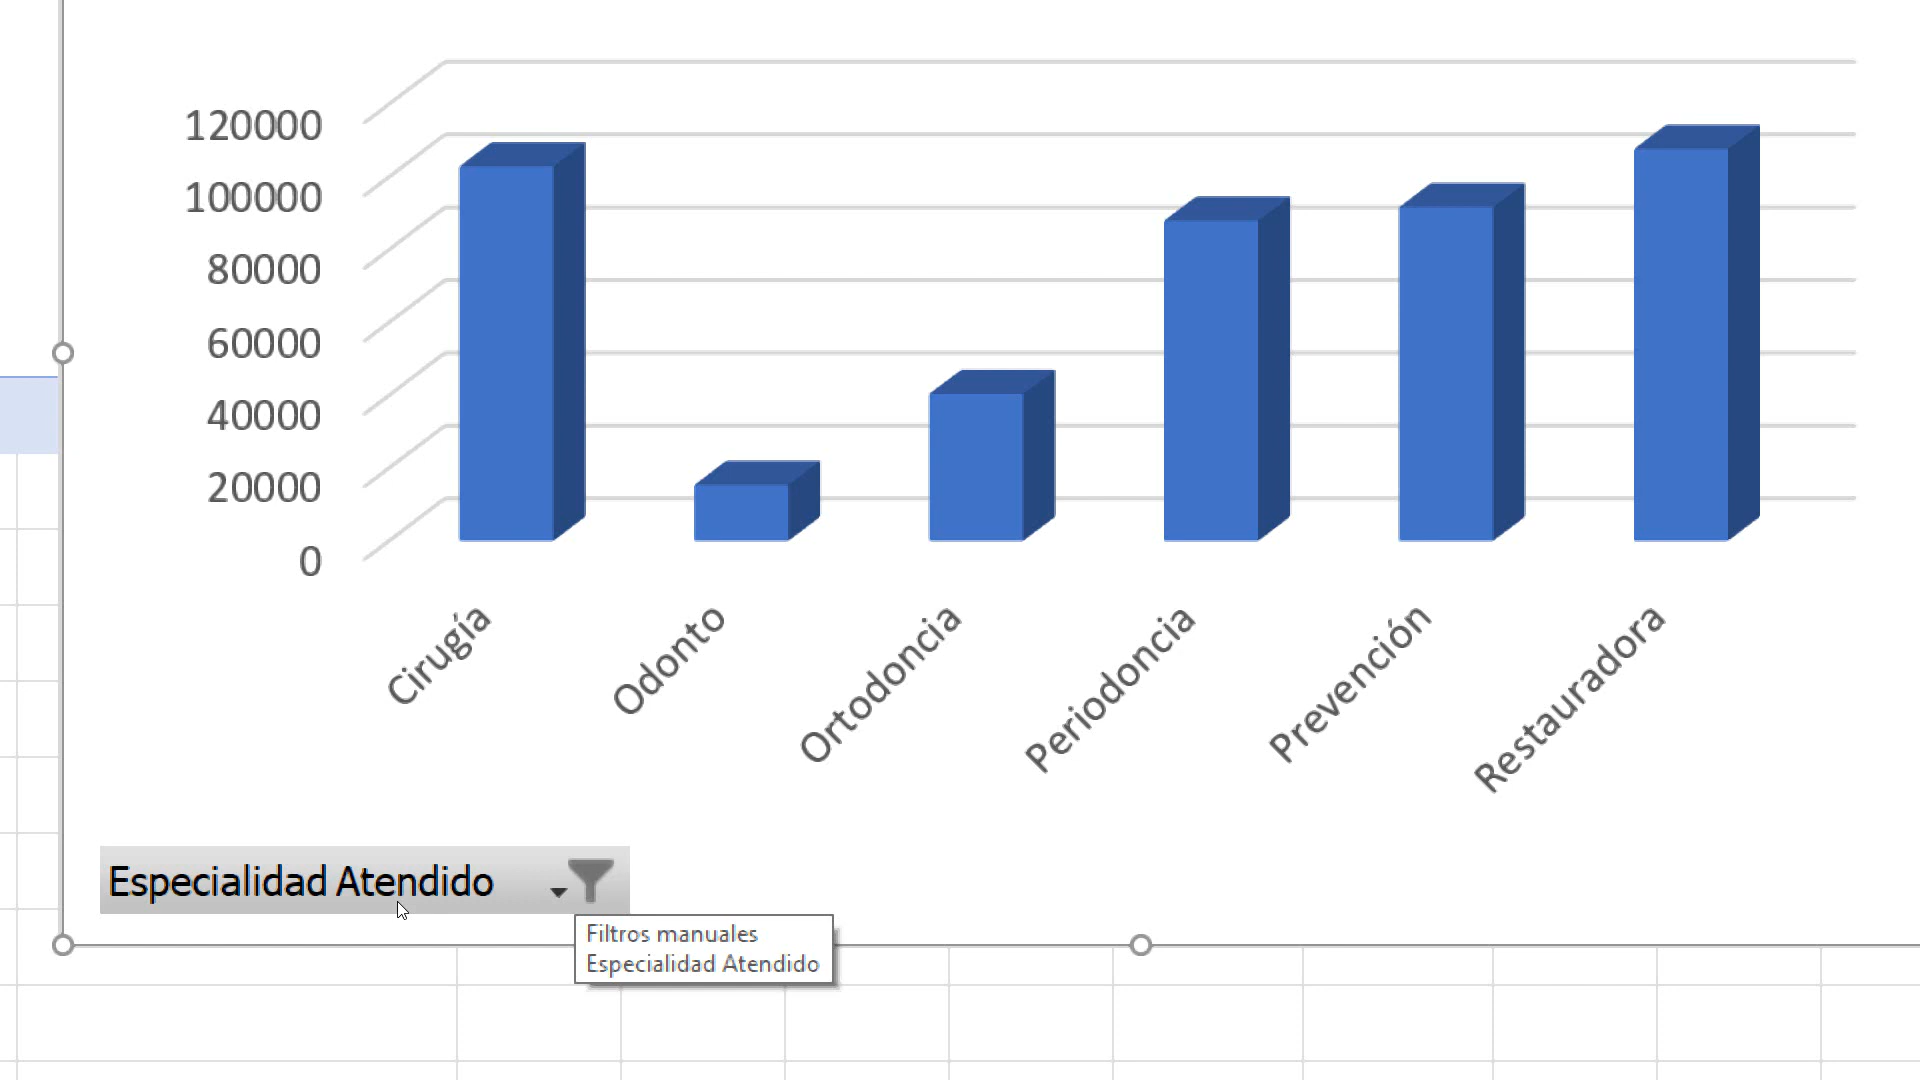 120000
100000
80000
60000
40000
20000
0
Cirugía
Odonto
Ortodoncia
Periodoncia
Prevención
Restauradora
Especialidad Atendido
Filtros manuales
Especialidad Atendido